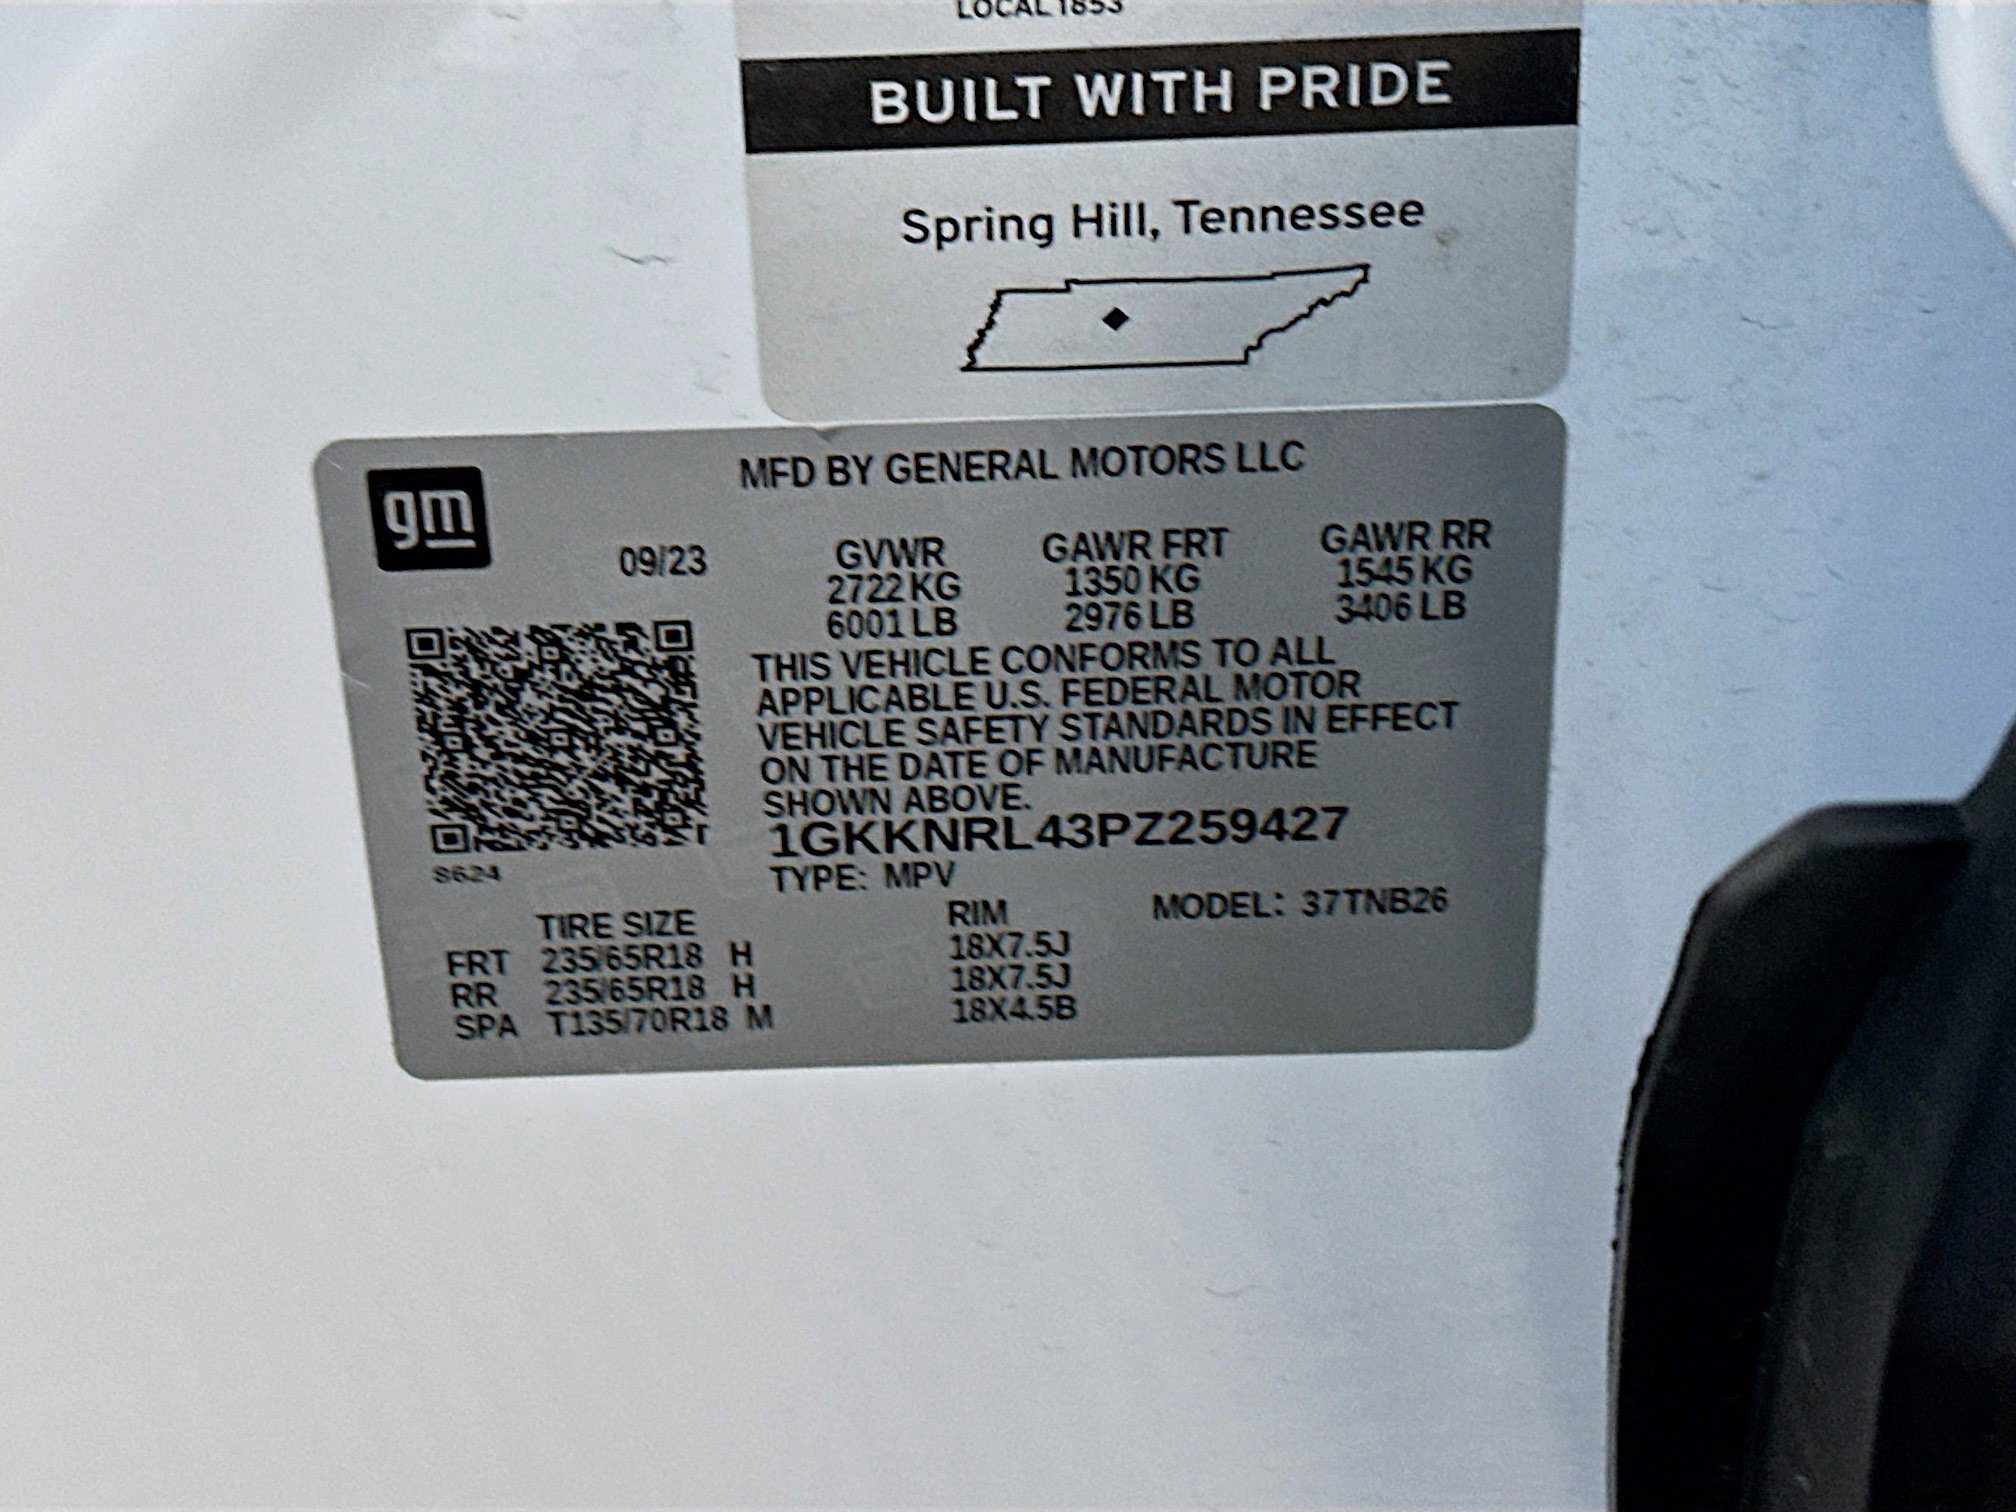 LOCAL 1853
BUILT WITH PRIDE
Spring Hill, Tennessee
gm
MFD BY GENERAL MOTORS LLC
09/23 GVWR GAWR FRT GAWR RR
2722 KG 1350 KG 1545 KG
6001 LB 2976 LB 3406 LB
THIS VEHICLE CONFORMS TO ALL
APPLICABLE U.S. FEDERAL MOTOR
VEHICLE SAFETY STANDARDS IN EFFECT
ON THE DATE OF MANUFACTURE
SHOWN ABOVE.
1GKKNRL43PZ259427
8624
TYPE: MPV
TIRE SIZE RIM MODEL: 37TNB26
FRT 235/65R18 H 18X7.5J
RR 235/65R18 H 18X7.5J
SPA T135/70R18 M 18X4.5B